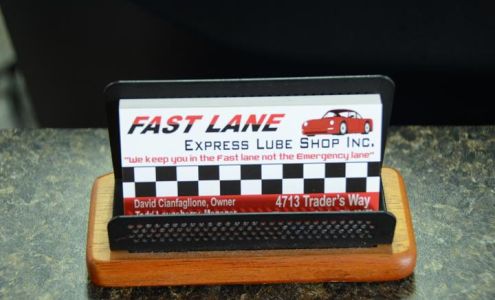 FAST LANE
EXPRESS LUBE SHOP INC.
"We keep you in the Fast lane not the Emergency lane"
David Cianfaglione, Owner 4713 Trader's Way
Manager